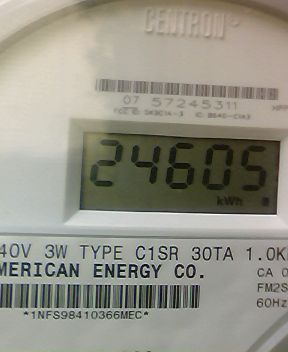 CENTRON
07 57245311
24605
kWh
40V 3W TYPE C1SR 30TA 1.0K
MERICAN ENERGY CO.
CA 0
FM2S
60Hz
*1NFS98410366MEC*